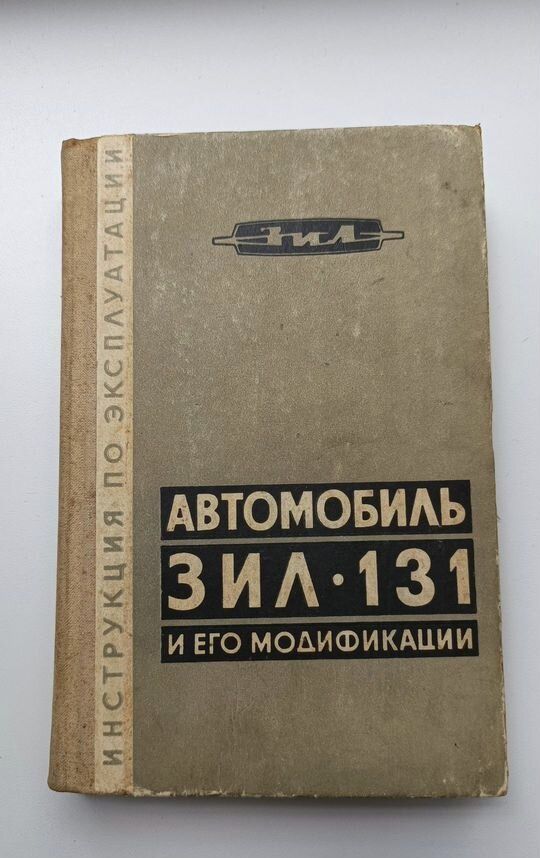 ИНСТРУКЦИЯ ПО ЭКСПЛУАТАЦИИ
ЗИЛ
АВТОМОБИЛЬ
ЗИЛ·131
И ЕГО МОДИФИКАЦИИ